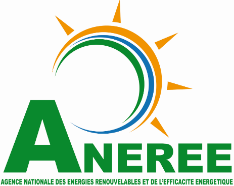 ANEREE
AGENCE NATIONALE DES ENERGIES RENOUVELABLES ET DE L'EFFICACITE ENERGETIQUE